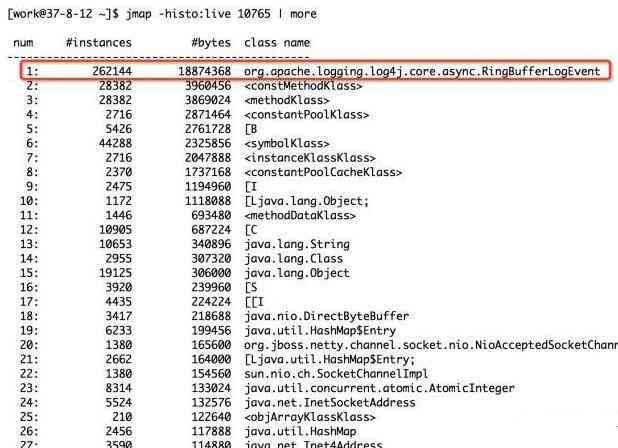 [work@37-8-12 ~]$ jmap -histo:live 10765 | more
num #instances #bytes class name
----------------------------------------------
1: 262144 18874368 org.apache.logging.log4j.core.async.RingBufferLogEvent
2: 28382 3960456 <constMethodKlass>
3: 28382 3869024 <methodKlass>
4: 2716 2871464 <constantPoolKlass>
5: 5426 2761728 [B
6: 44288 2325856 <symbolKlass>
7: 2716 2047888 <instanceKlassKlass>
8: 2370 1737168 <constantPoolCacheKlass>
9: 2475 1194960 [I
10: 1172 1118088 [Ljava.lang.Object;
11: 1446 693480 <methodDataKlass>
12: 10905 687224 [C
13: 10653 340896 java.lang.String
14: 2955 307320 java.lang.Class
15: 19125 306000 java.lang.Object
16: 3920 239960 [S
17: 4435 224224 [[I
18: 3417 218688 java.nio.DirectByteBuffer
19: 6233 199456 java.util.HashMap$Entry
20: 1380 165600 org.jboss.netty.channel.socket.nio.NioAcceptedSocketChann
21: 2662 164000 [Ljava.util.HashMap$Entry;
22: 1380 154560 sun.nio.ch.SocketChannelImpl
23: 8314 133024 java.util.concurrent.atomic.AtomicInteger
24: 5524 132576 java.net.InetSocketAddress
25: 210 122640 <objArrayKlassKlass>
26: 2456 117888 java.util.HashMap
27: 3590 114880 java.net.Inet4Address